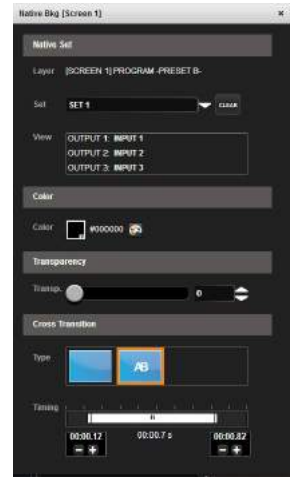 Native Bkg [Screen 1] ×
Native Set
Layer [SCREEN 1] PROGRAM -PRESET B-
Set SET 1 CLEAR
View OUTPUT 1: INPUT 1
OUTPUT 2: INPUT 2
OUTPUT 3: INPUT 3
Color
Color #000000
Transparency
Transp. 0
Cross Transition
Type AB
Timing
00:00.12 00:00.7 s 00:00.82
- + - +